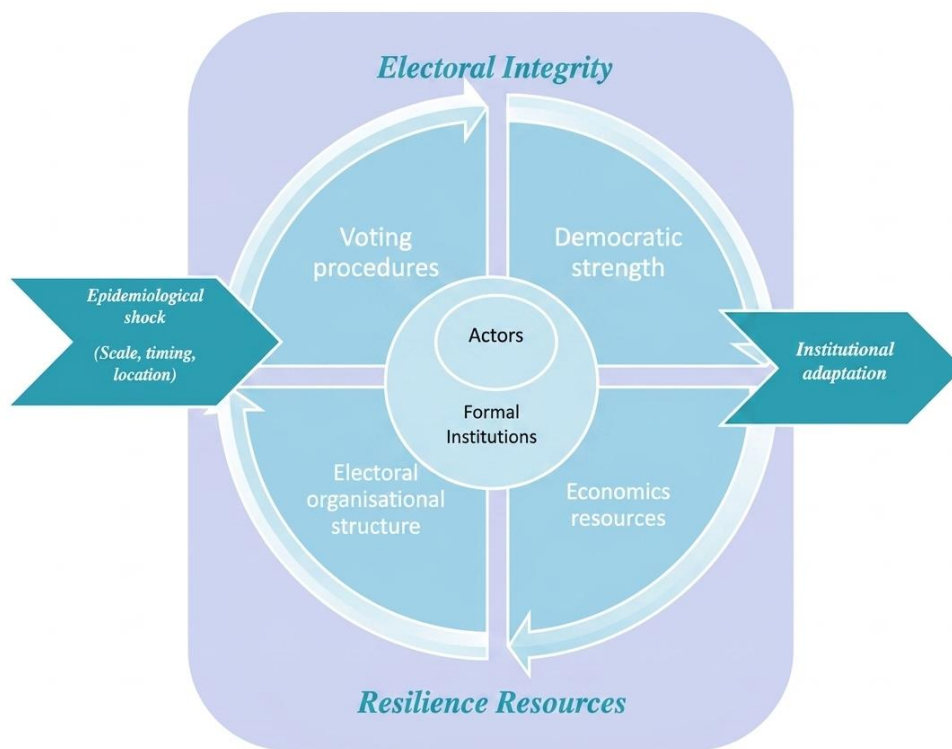 Electoral Integrity
Voting
procedures
Democratic
strength
Epidemiological
shock
(Scale, timing,
location)
Actors
Formal
Institutions
Institutional
adaptation
Electoral
organisational
structure
Economics
resources
Resilience Resources